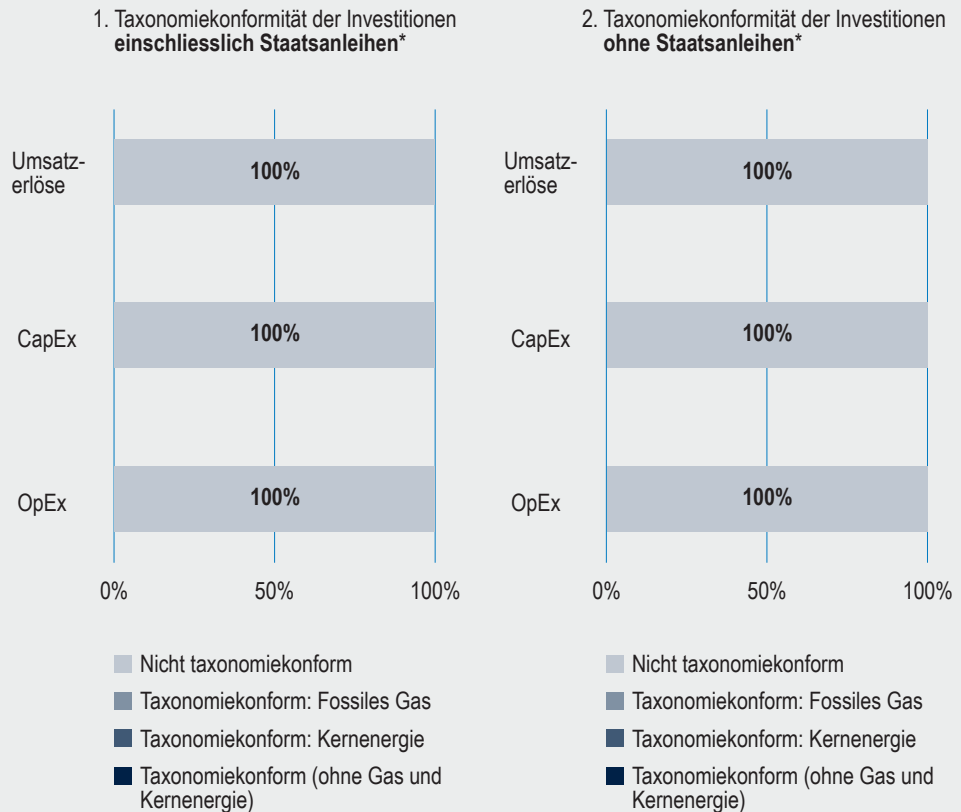 1. Taxonomiekonformität der Investitionen
einschliesslich Staatsanleihen*
Umsatz-
erlöse
100%
CapEx
100%
OpEx
100%
0%
50%
100%
Nicht taxonomiekonform
Taxonomiekonform: Fossiles Gas
Taxonomiekonform: Kernenergie
Taxonomiekonform (ohne Gas und
Kernenergie)
2. Taxonomiekonformität der Investitionen
ohne Staatsanleihen*
Umsatz-
erlöse
100%
CapEx
100%
OpEx
100%
0%
50%
100%
Nicht taxonomiekonform
Taxonomiekonform: Fossiles Gas
Taxonomiekonform: Kernenergie
Taxonomiekonform (ohne Gas und
Kernenergie)